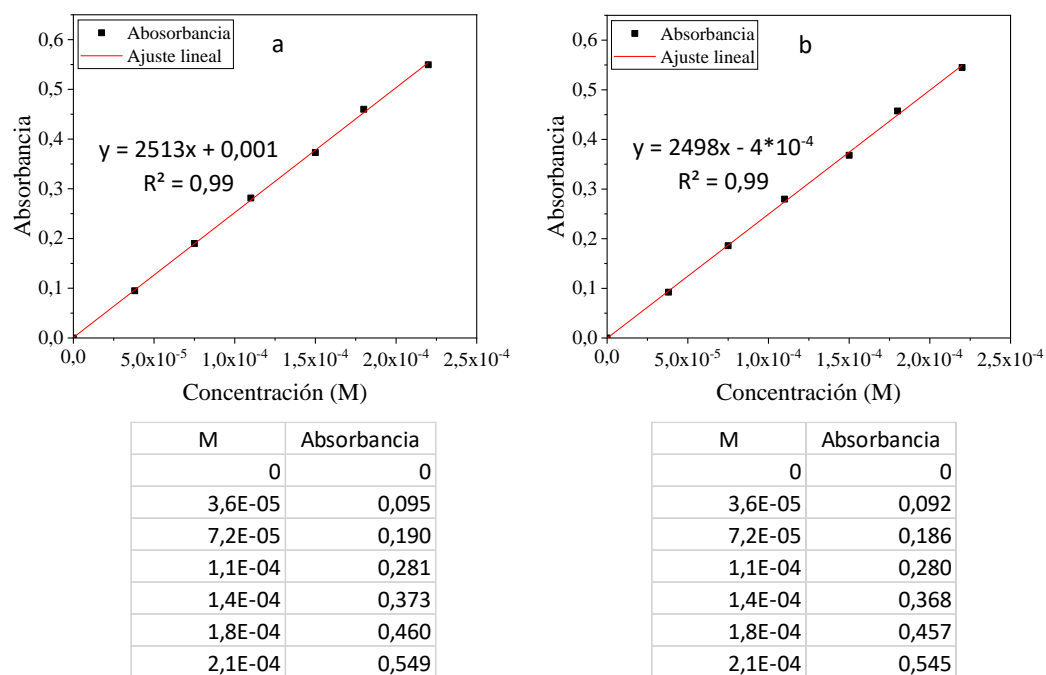 Abosorbancia
Ajuste lineal
a
y = 2513x + 0,001
R² = 0,99
Absorbancia
0,6
0,5
0,4
0,3
0,2
0,1
0,0
0,0 5,0x10⁻⁵ 1,0x10⁻⁴ 1,5x10⁻⁴ 2,0x10⁻⁴ 2,5x10⁻⁴
Concentración (M)
Absorbancia
Ajuste lineal
b
y = 2498x - 4*10⁻⁴
R² = 0,99
Absorbancia
0,6
0,5
0,4
0,3
0,2
0,1
0,0
0,0 5,0x10⁻⁵ 1,0x10⁻⁴ 1,5x10⁻⁴ 2,0x10⁻⁴ 2,5x10⁻⁴
Concentración (M)
M Absorbancia
0 0
3,6E-05 0,095
7,2E-05 0,190
1,1E-04 0,281
1,4E-04 0,373
1,8E-04 0,460
2,1E-04 0,549
M Absorbancia
0 0
3,6E-05 0,092
7,2E-05 0,186
1,1E-04 0,280
1,4E-04 0,368
1,8E-04 0,457
2,1E-04 0,545